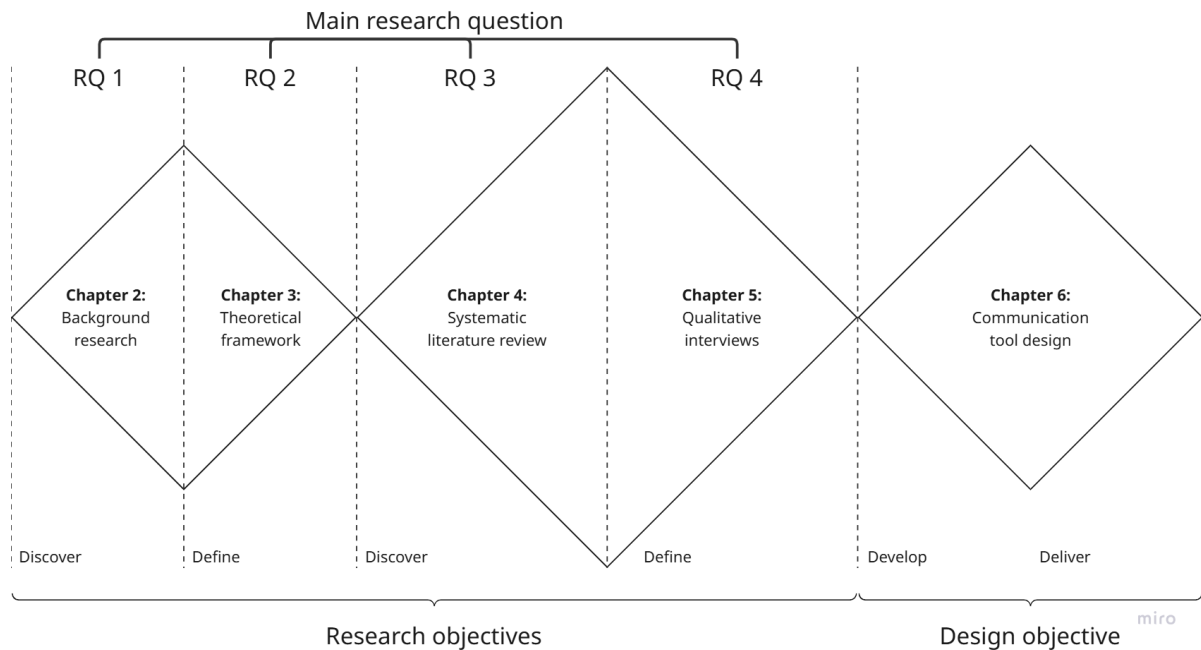 Main research question
RQ 1
RQ 2
RQ 3
RQ 4
Chapter 2:
Background
research
Chapter 3:
Theoretical
framework
Chapter 4:
Systematic
literature review
Chapter 5:
Qualitative
interviews
Chapter 6:
Communication
tool design
Discover
Define
Discover
Define
Develop
Deliver
Research objectives
Design objective
miro